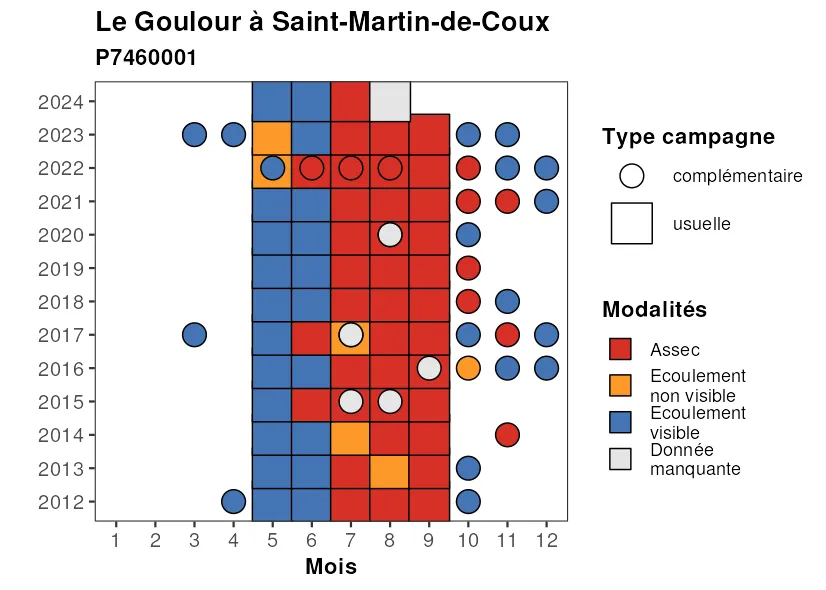 Le Goulour à Saint-Martin-de-Coux
P7460001
2024
2023
2022
2021
2020
2019
2018
2017
2016
2015
2014
2013
2012
1 2 3 4 5 6 7 8 9 10 11 12
Mois
Type campagne
complémentaire
usuelle
Modalités
Assec
Ecoulement
non visible
Ecoulement
visible
Donnée
manquante